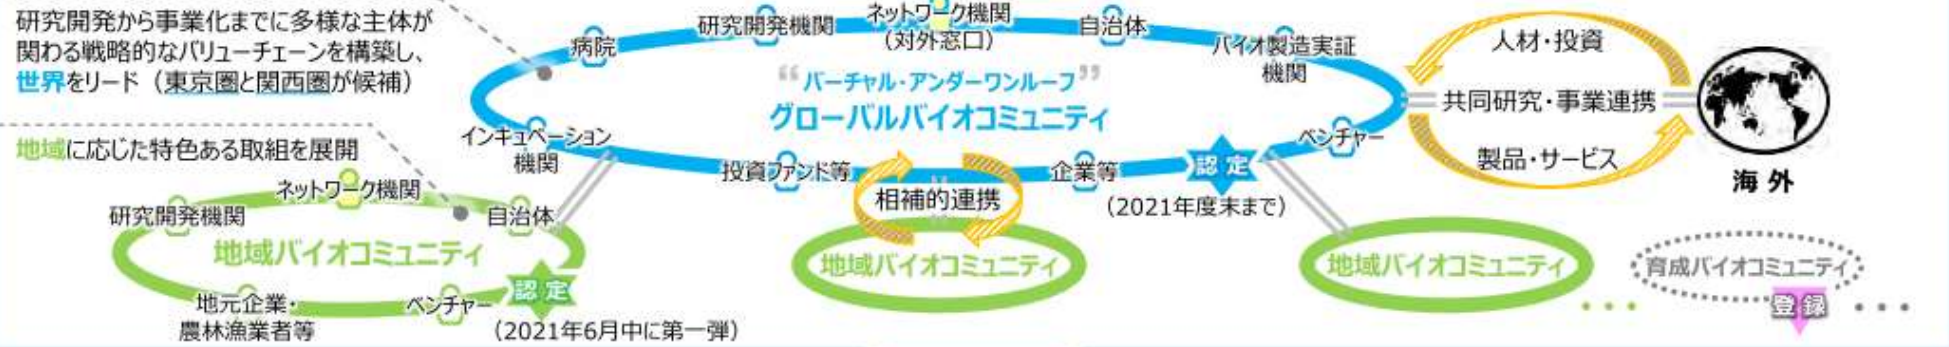 研究開発から事業化までに多様な主体が
関わる戦略的なバリューチェーンを構築し、
世界をリード（東京圏と関西圏が候補）
病院
研究開発機関
ネットワーク機関
（対外窓口）
自治体
バイオ製造実証
機関
“バーチャル・アンダーワンルーフ”
グローバルバイオコミュニティ
インキュベーション
機関
投資ファンド等
企業等
認定
（2021年度末まで）
ベンチャー
人材・投資
共同研究・事業連携
製品・サービス
海外
地域に応じた特色ある取組を展開
ネットワーク機関
研究開発機関
自治体
地域バイオコミュニティ
地元企業・
農林漁業者等
ベンチャー
認定
（2021年6月中に第一弾）
相補的連携
地域バイオコミュニティ
地域バイオコミュニティ
・・・
育成バイオコミュニティ
登録
・・・